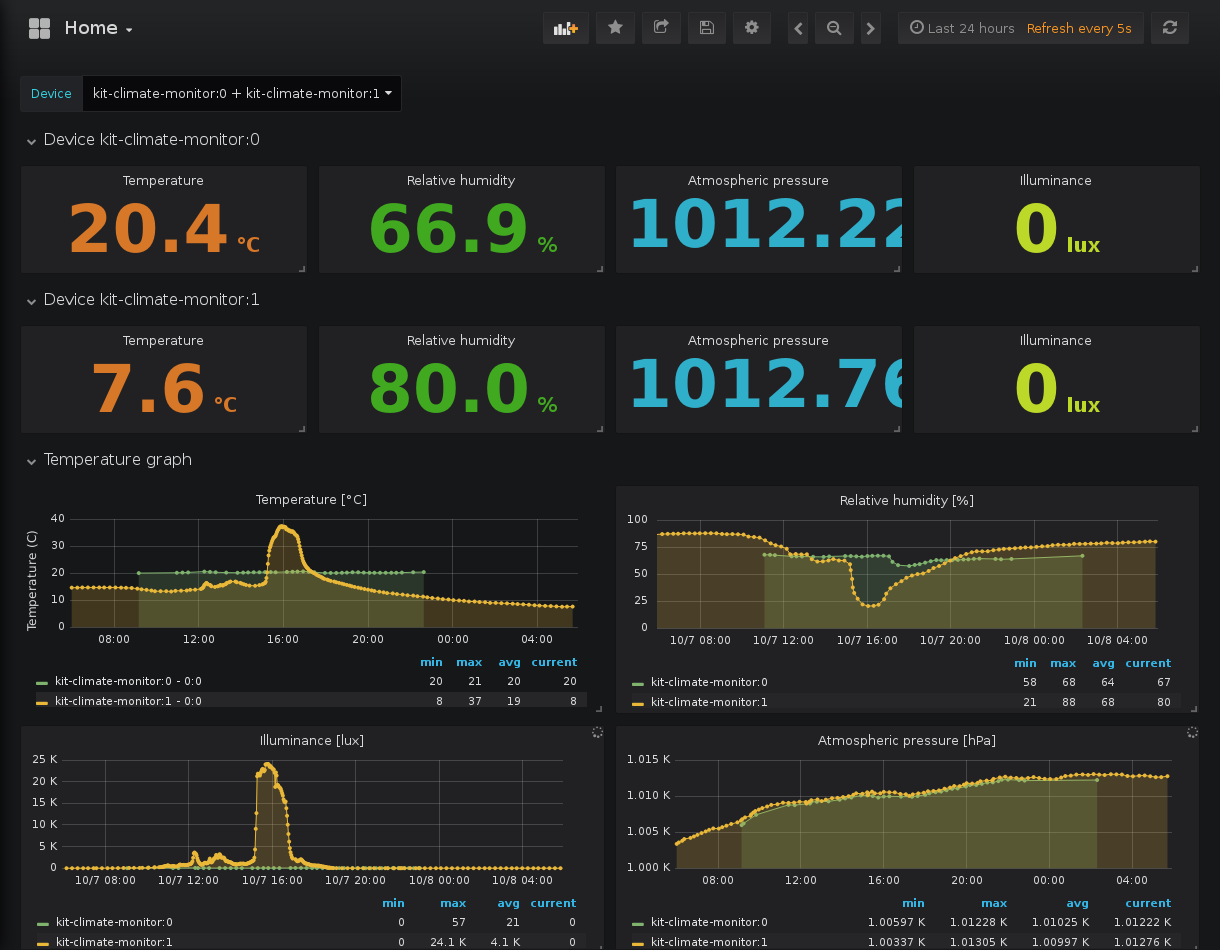 Home
Last 24 hours Refresh every 5s
Device kit-climate-monitor:0 + kit-climate-monitor:1
Device kit-climate-monitor:0
Temperature Relative humidity Atmospheric pressure Illuminance
20.4 °C 66.9 % 1012.22 0 lux
Device kit-climate-monitor:1
Temperature Relative humidity Atmospheric pressure Illuminance
7.6 °C 80.0 % 1012.76 0 lux
Temperature graph
Temperature [°C]
Temperature (C)
40
30
20
10
0
08:00 12:00 16:00 20:00 00:00 04:00
min max avg current
kit-climate-monitor:0 - 0:0 20 21 20 20
kit-climate-monitor:1 - 0:0 8 37 19 8
Relative humidity [%]
100
75
50
25
0
10/7 08:00 10/7 12:00 10/7 16:00 10/7 20:00 10/8 00:00 10/8 04:00
min max avg current
kit-climate-monitor:0 58 68 64 67
kit-climate-monitor:1 21 88 68 80
Illuminance [lux]
25 K
20 K
15 K
10 K
5 K
0
10/7 08:00 10/7 12:00 10/7 16:00 10/7 20:00 10/8 00:00 10/8 04:00
min max avg current
kit-climate-monitor:0 0 57 21 0
kit-climate-monitor:1 0 24.1 K 4.1 K 0
Atmospheric pressure [hPa]
1.015 K
1.010 K
1.005 K
1.000 K
08:00 12:00 16:00 20:00 00:00 04:00
min max avg current
kit-climate-monitor:0 1.00597 K 1.01228 K 1.01025 K 1.01222 K
kit-climate-monitor:1 1.00337 K 1.01305 K 1.00997 K 1.01276 K